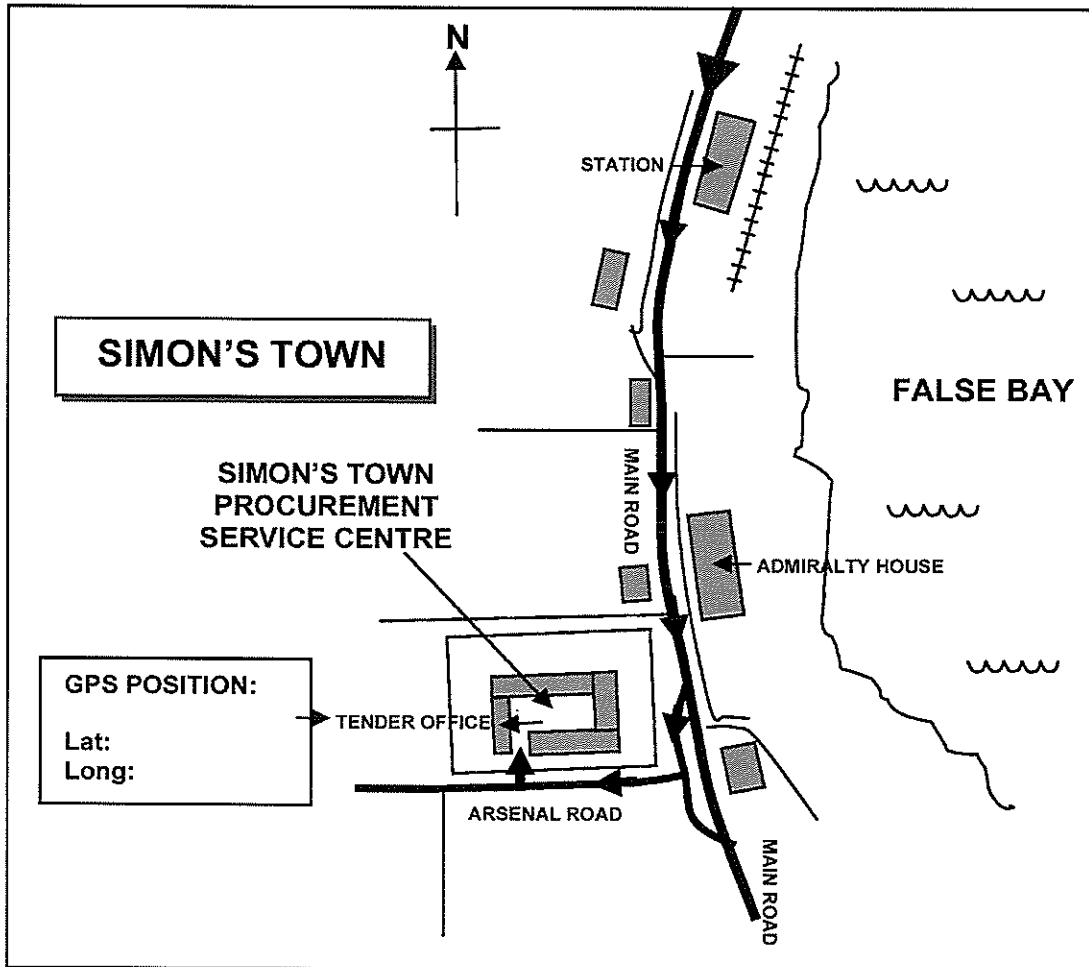 N
STATION
SIMON'S TOWN
FALSE BAY
SIMON'S TOWN
PROCUREMENT
SERVICE CENTRE
MAIN ROAD
ADMIRALTY HOUSE
GPS POSITION:
Lat:
Long:
TENDER OFFICE
ARSENAL ROAD
MAIN ROAD